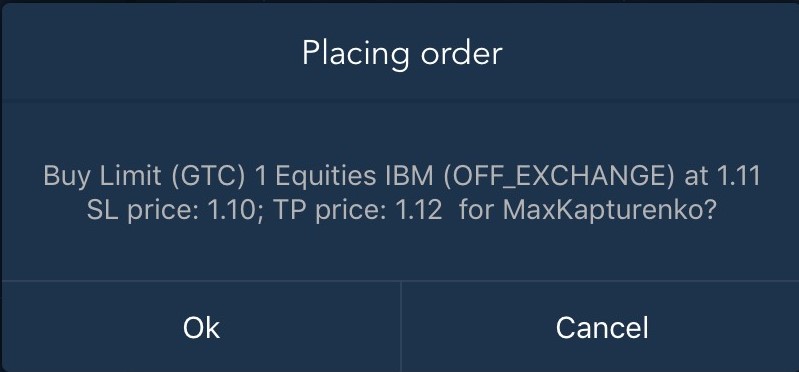 Placing order
Buy Limit (GTC) 1 Equities IBM (OFF_EXCHANGE) at 1.11
SL price: 1.10; TP price: 1.12 for MaxKapturenko?
Ok
Cancel